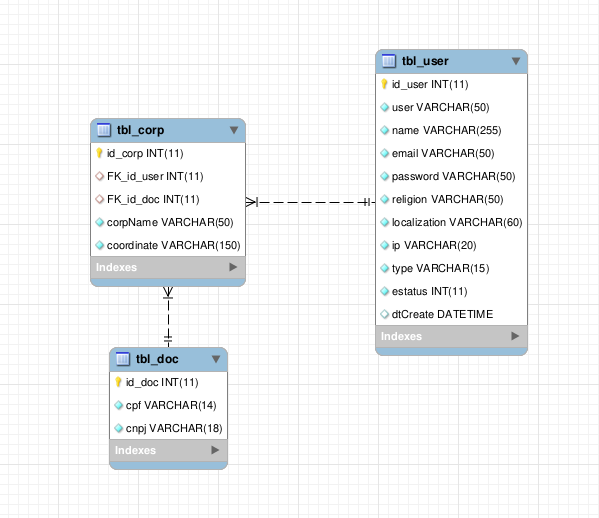 tbl_user
id_user INT(11)
user VARCHAR(50)
name VARCHAR(255)
email VARCHAR(50)
password VARCHAR(50)
religion VARCHAR(50)
localization VARCHAR(60)
ip VARCHAR(20)
type VARCHAR(15)
estatus INT(11)
dtCreate DATETIME
Indexes
tbl_corp
id_corp INT(11)
FK_id_user INT(11)
FK_id_doc INT(11)
corpName VARCHAR(50)
coordinate VARCHAR(150)
Indexes
tbl_doc
id_doc INT(11)
cpf VARCHAR(14)
cnpj VARCHAR(18)
Indexes